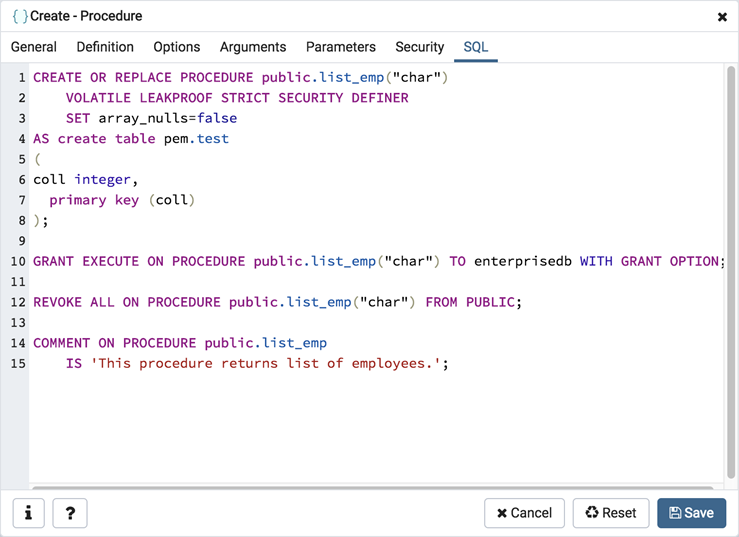 { } Create - Procedure
General Definition Options Arguments Parameters Security SQL
1 CREATE OR REPLACE PROCEDURE public.list_emp("char")
2 VOLATILE LEAKPROOF STRICT SECURITY DEFINER
3 SET array_nulls=false
4 AS create table pem.test
5 (
6 coll integer,
7 primary key (coll)
8 );
9
10 GRANT EXECUTE ON PROCEDURE public.list_emp("char") TO enterprisedb WITH GRANT OPTION;
11
12 REVOKE ALL ON PROCEDURE public.list_emp("char") FROM PUBLIC;
13
14 COMMENT ON PROCEDURE public.list_emp
15 IS 'This procedure returns list of employees.';
i ? Cancel Reset Save